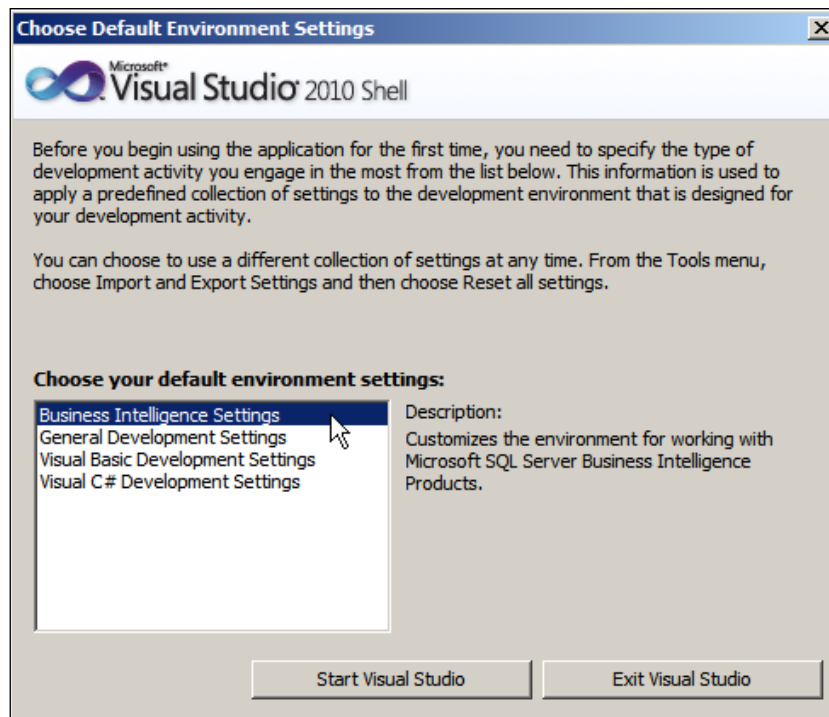 Choose Default Environment Settings
Microsoft®
Visual Studio 2010 Shell
Before you begin using the application for the first time, you need to specify the type of
development activity you engage in the most from the list below. This information is used to
apply a predefined collection of settings to the development environment that is designed for
your development activity.
You can choose to use a different collection of settings at any time. From the Tools menu,
choose Import and Export Settings and then choose Reset all settings.
Choose your default environment settings:
Business Intelligence Settings
General Development Settings
Visual Basic Development Settings
Visual C# Development Settings
Description:
Customizes the environment for working with
Microsoft SQL Server Business Intelligence
Products.
Start Visual Studio
Exit Visual Studio